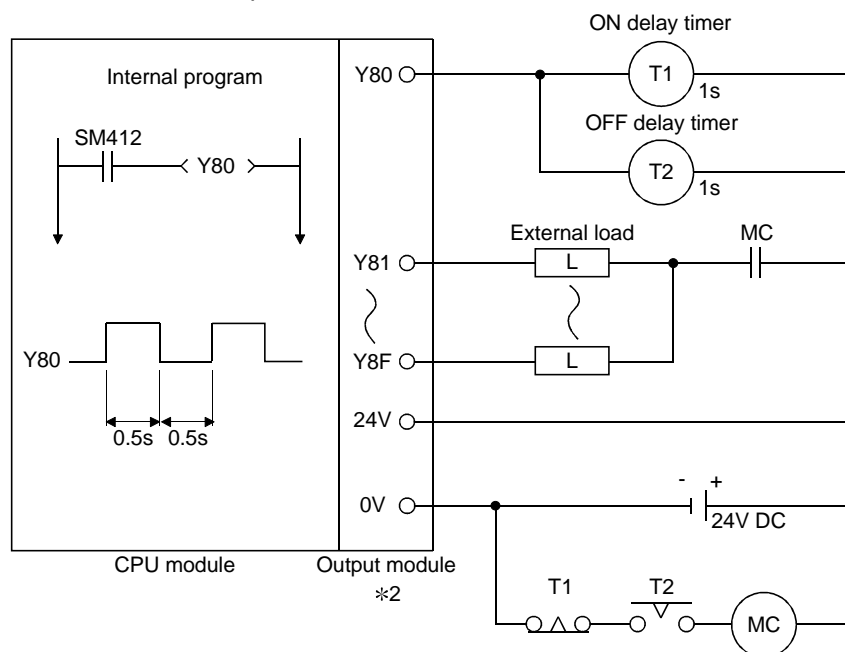 ON delay timer
Internal program
Y80
T1
1s
SM412
OFF delay timer
Y80
T2
1s
External load
MC
Y81
L
Y80
Y8F
L
0.5s
0.5s
24V
0V
- +
24V DC
CPU module
Output module
*2
T1
T2
MC